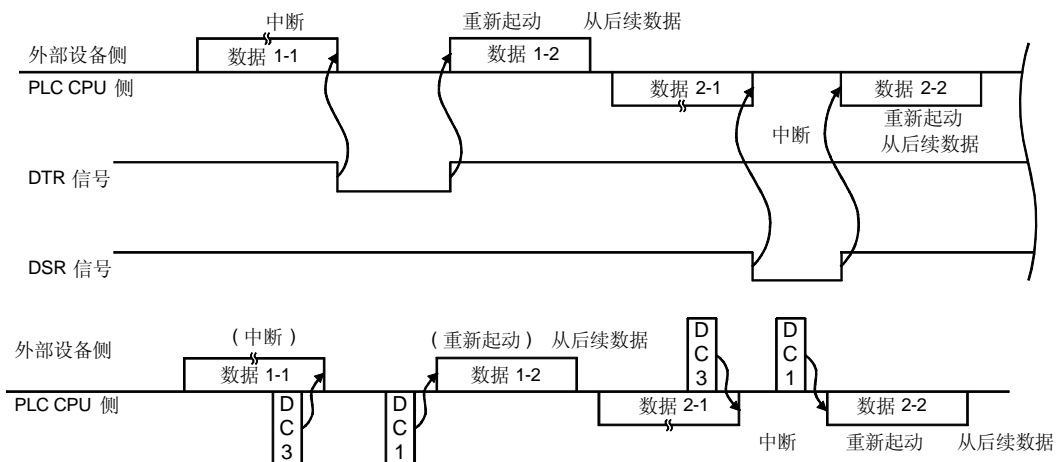 中断 重新起动 从后续数据
外部设备侧 数据 1-1 数据 1-2
PLC CPU 侧 数据 2-1 数据 2-2
中断 重新起动
从后续数据
DTR 信号
DSR 信号
(中断) (重新起动) 从后续数据 DC3 DC1
外部设备侧
数据 1-1 数据 1-2
PLC CPU 侧 DC3 DC1 数据 2-1 数据 2-2
中断 重新起动 从后续数据